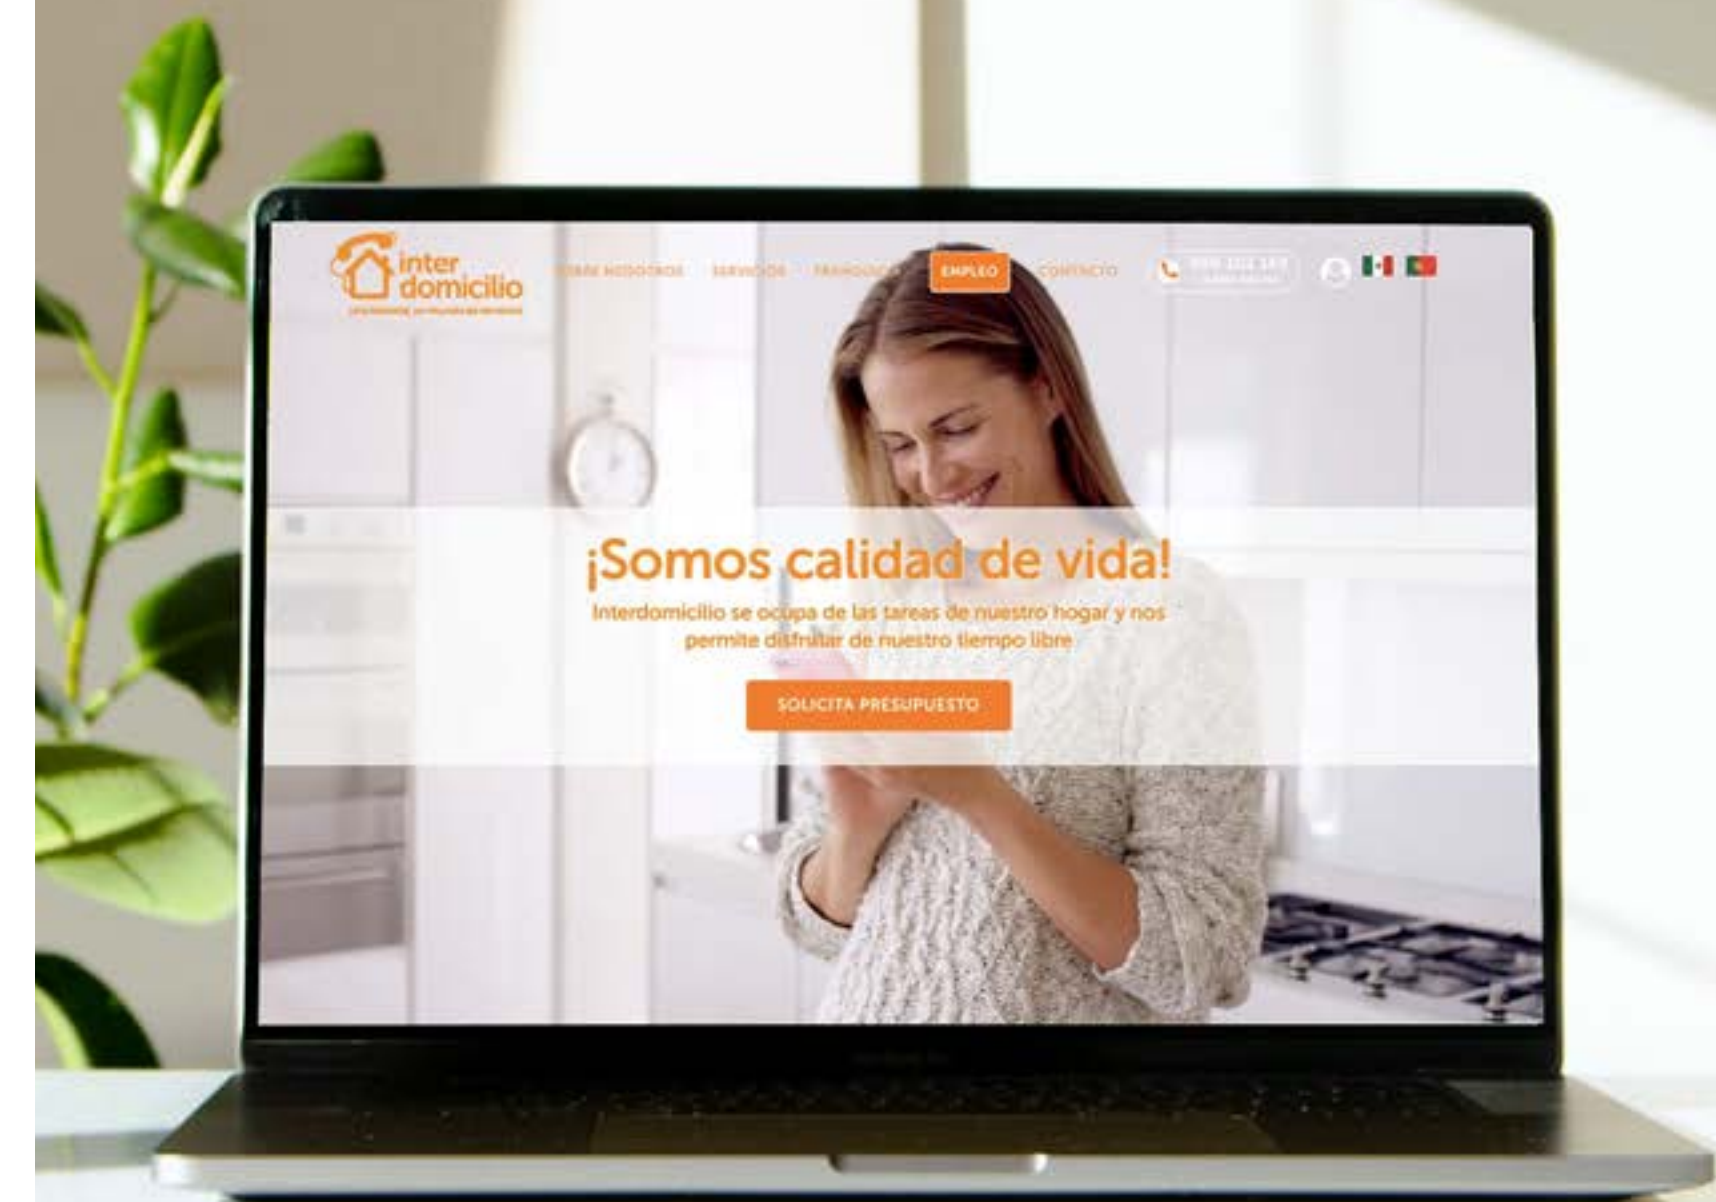 inter
domicilio
SOBRE NOSOTROS SERVICIOS EMPLEO CONTACTO
¡Somos calidad de vida!
Interdomicilio se ocupa de las tareas de nuestro hogar y nos
permite disfrutar de nuestro tiempo libre
SOLICITA PRESUPUESTO